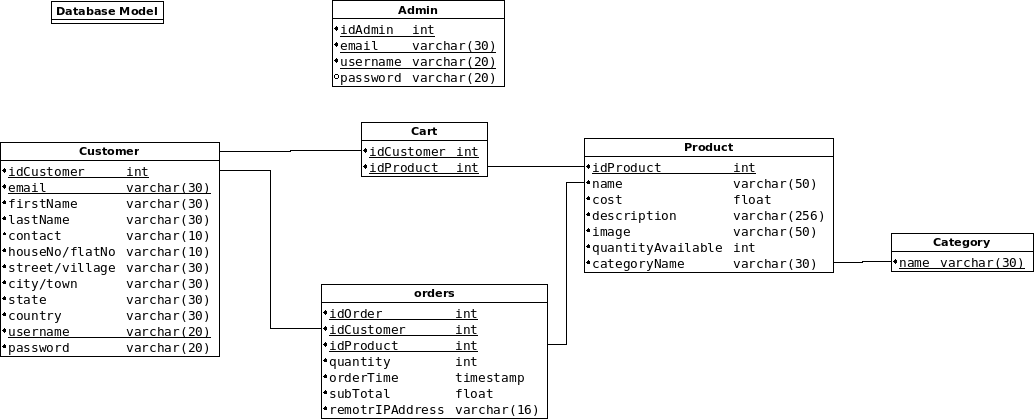 Database Model
Admin
idAdmin int
email varchar(30)
username varchar(20)
password varchar(20)
Cart
idCustomer int
idProduct int
Customer
idCustomer int
email varchar(30)
firstName varchar(30)
lastName varchar(30)
contact varchar(10)
houseNo/flatNo varchar(10)
street/village varchar(30)
city/town varchar(30)
state varchar(30)
country varchar(30)
username varchar(20)
password varchar(20)
Product
idProduct int
name varchar(50)
cost float
description varchar(256)
image varchar(50)
quantityAvailable int
categoryName varchar(30)
Category
name varchar(30)
orders
idOrder int
idCustomer int
idProduct int
quantity int
orderTime timestamp
subTotal float
remotrIPAddress varchar(16)